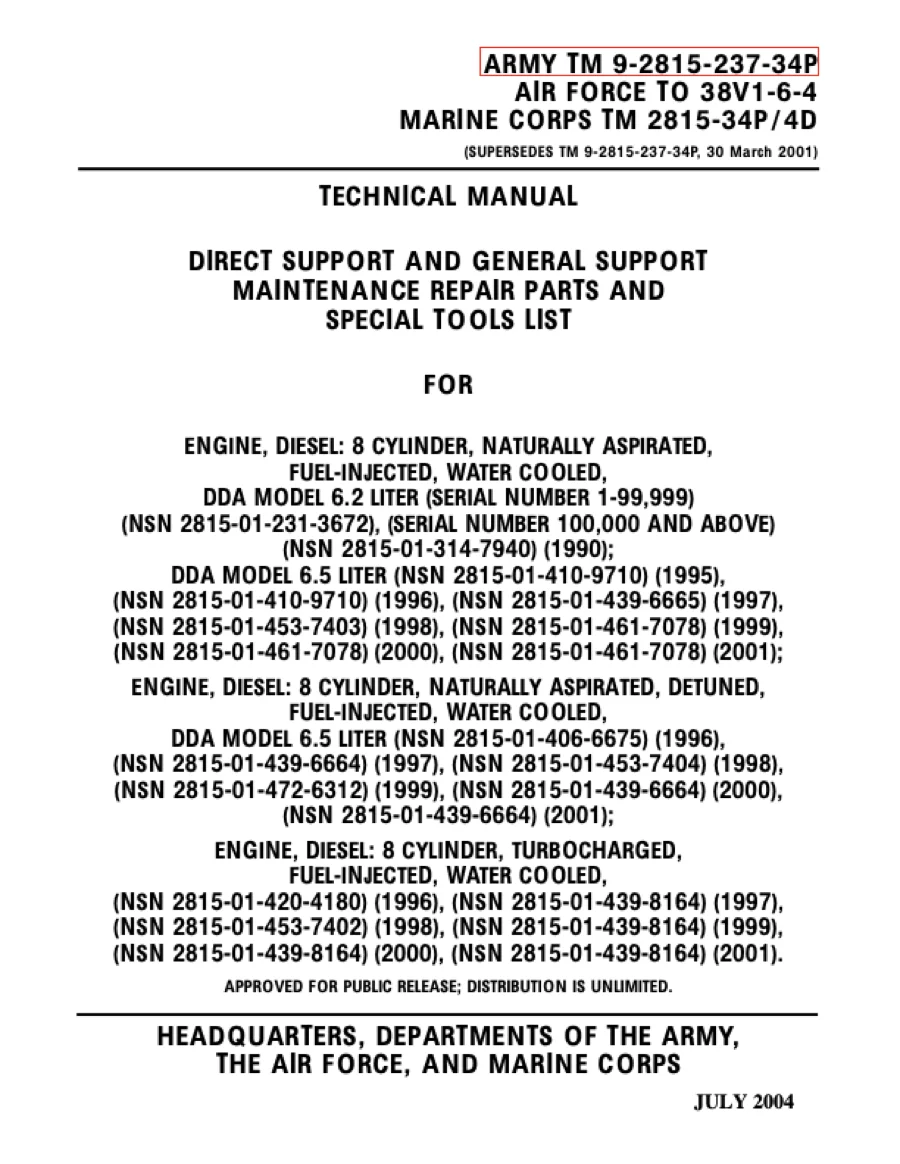 ARMY TM 9-2815-237-34P
AIR FORCE TO 38V1-6-4
MARINE CORPS TM 2815-34P/4D
(SUPERSEDES TM 9-2815-237-34P, 30 March 2001)
TECHNICAL MANUAL
DIRECT SUPPORT AND GENERAL SUPPORT
MAINTENANCE REPAIR PARTS AND
SPECIAL TOOLS LIST
FOR
ENGINE, DIESEL: 8 CYLINDER, NATURALLY ASPIRATED,
FUEL-INJECTED, WATER COOLED,
DDA MODEL 6.2 LITER (SERIAL NUMBER 1-99,999)
(NSN 2815-01-231-3672), (SERIAL NUMBER 100,000 AND ABOVE)
(NSN 2815-01-314-7940) (1990);
DDA MODEL 6.5 LITER (NSN 2815-01-410-9710) (1995),
(NSN 2815-01-410-9710) (1996), (NSN 2815-01-439-6665) (1997),
(NSN 2815-01-453-7403) (1998), (NSN 2815-01-461-7078) (1999),
(NSN 2815-01-461-7078) (2000), (NSN 2815-01-461-7078) (2001);
ENGINE, DIESEL: 8 CYLINDER, NATURALLY ASPIRATED, DETUNED,
FUEL-INJECTED, WATER COOLED,
DDA MODEL 6.5 LITER (NSN 2815-01-406-6675) (1996),
(NSN 2815-01-439-6664) (1997), (NSN 2815-01-453-7404) (1998),
(NSN 2815-01-472-6312) (1999), (NSN 2815-01-439-6664) (2000),
(NSN 2815-01-439-6664) (2001);
ENGINE, DIESEL: 8 CYLINDER, TURBOCHARGED,
FUEL-INJECTED, WATER COOLED,
(NSN 2815-01-420-4180) (1996), (NSN 2815-01-439-8164) (1997),
(NSN 2815-01-453-7402) (1998), (NSN 2815-01-439-8164) (1999),
(NSN 2815-01-439-8164) (2000), (NSN 2815-01-439-8164) (2001).
APPROVED FOR PUBLIC RELEASE; DISTRIBUTION IS UNLIMITED.
HEADQUARTERS, DEPARTMENTS OF THE ARMY,
THE AIR FORCE, AND MARINE CORPS
JULY 2004